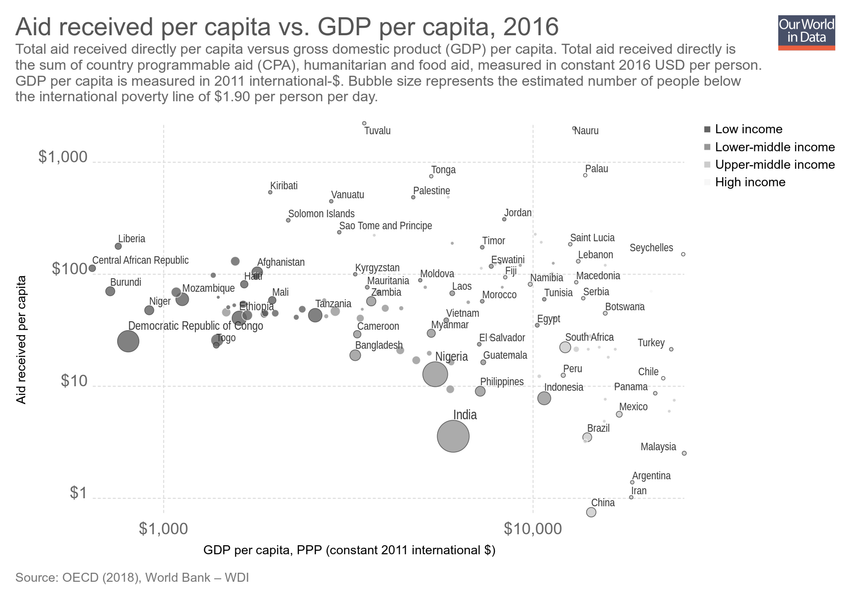 Aid received per capita vs. GDP per capita, 2016
Our World
in Data
Total aid received directly per capita versus gross domestic product (GDP) per capita. Total aid received directly is
the sum of country programmable aid (CPA), humanitarian and food aid, measured in constant 2016 USD per person.
GDP per capita is measured in 2011 international-$. Bubble size represents the estimated number of people below
the international poverty line of $1.90 per person per day.
Low income
Lower-middle income
Upper-middle income
High income
Tuvalu
Nauru
$1,000
Tonga
Palau
Kiribati
Vanuatu
Palestine
Solomon Islands
Jordan
Sao Tome and Principe
Liberia
Timor
Saint Lucia
Seychelles
Central African Republic
Afghanistan
Eswatini
Lebanon
$100
Kyrgyzstan
Moldova
Fiji
Haiti
Burundi
Mauritania
Namibia
Macedonia
Mozambique
Mali
Zambia
Laos
Morocco
Tunisia
Serbia
Niger
Ethiopia
Tanzania
Botswana
Vietnam
Democratic Republic of Congo
Cameroon
Myanmar
Egypt
Togo
Bangladesh
El Salvador
South Africa
Turkey
Nigeria
Guatemala
Peru
Chile
$10
Philippines
Indonesia
Panama
India
Mexico
Brazil
Malaysia
Argentina
$1
Iran
China
$1,000
$10,000
Aid received per capita
GDP per capita, PPP (constant 2011 international $)
Source: OECD (2018), World Bank – WDI